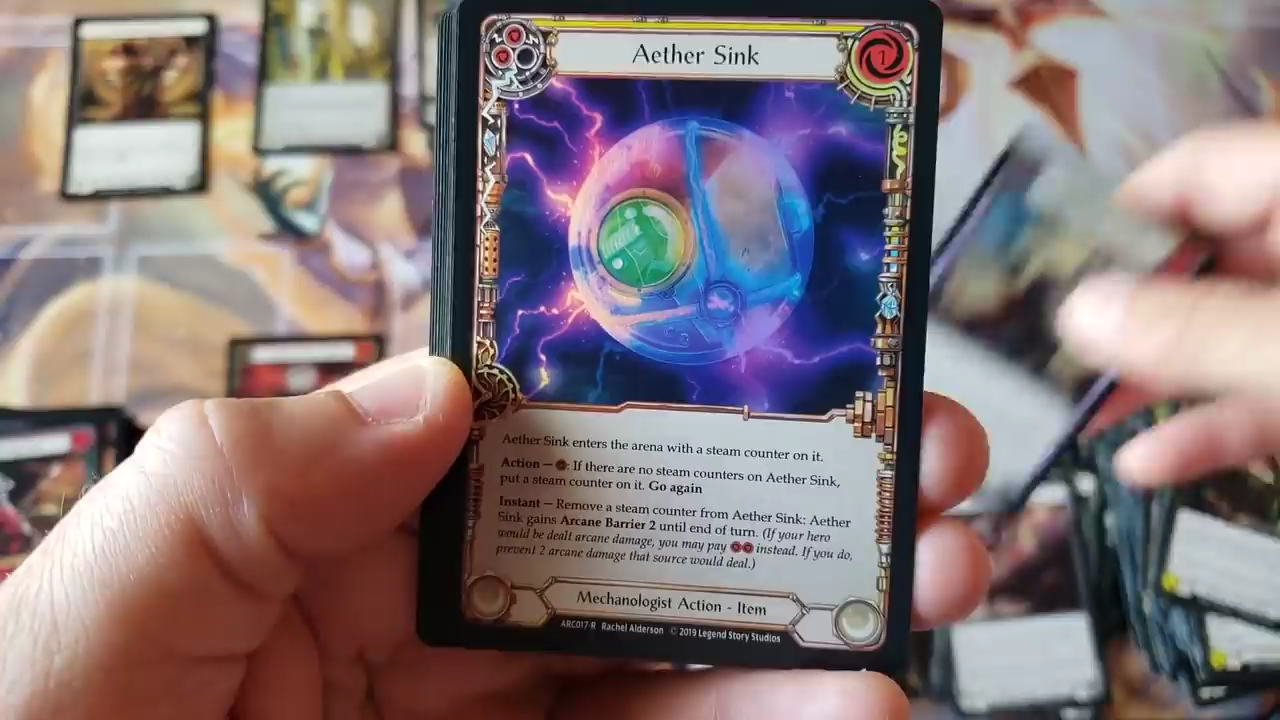 Aether Sink
1
Aether Sink enters the arena with a steam counter on it.
Action — : If there are no steam counters on Aether Sink,
put a steam counter on it. Go again
Instant — Remove a steam counter from Aether Sink: Aether
Sink gains Arcane Barrier 2 until end of turn. (If your hero
would be dealt arcane damage, you may pay instead. If you do,
prevent 2 arcane damage that source would deal.)
Mechanologist Action - Item
ARC017-R Rachel Alderson © 2019 Legend Story Studios